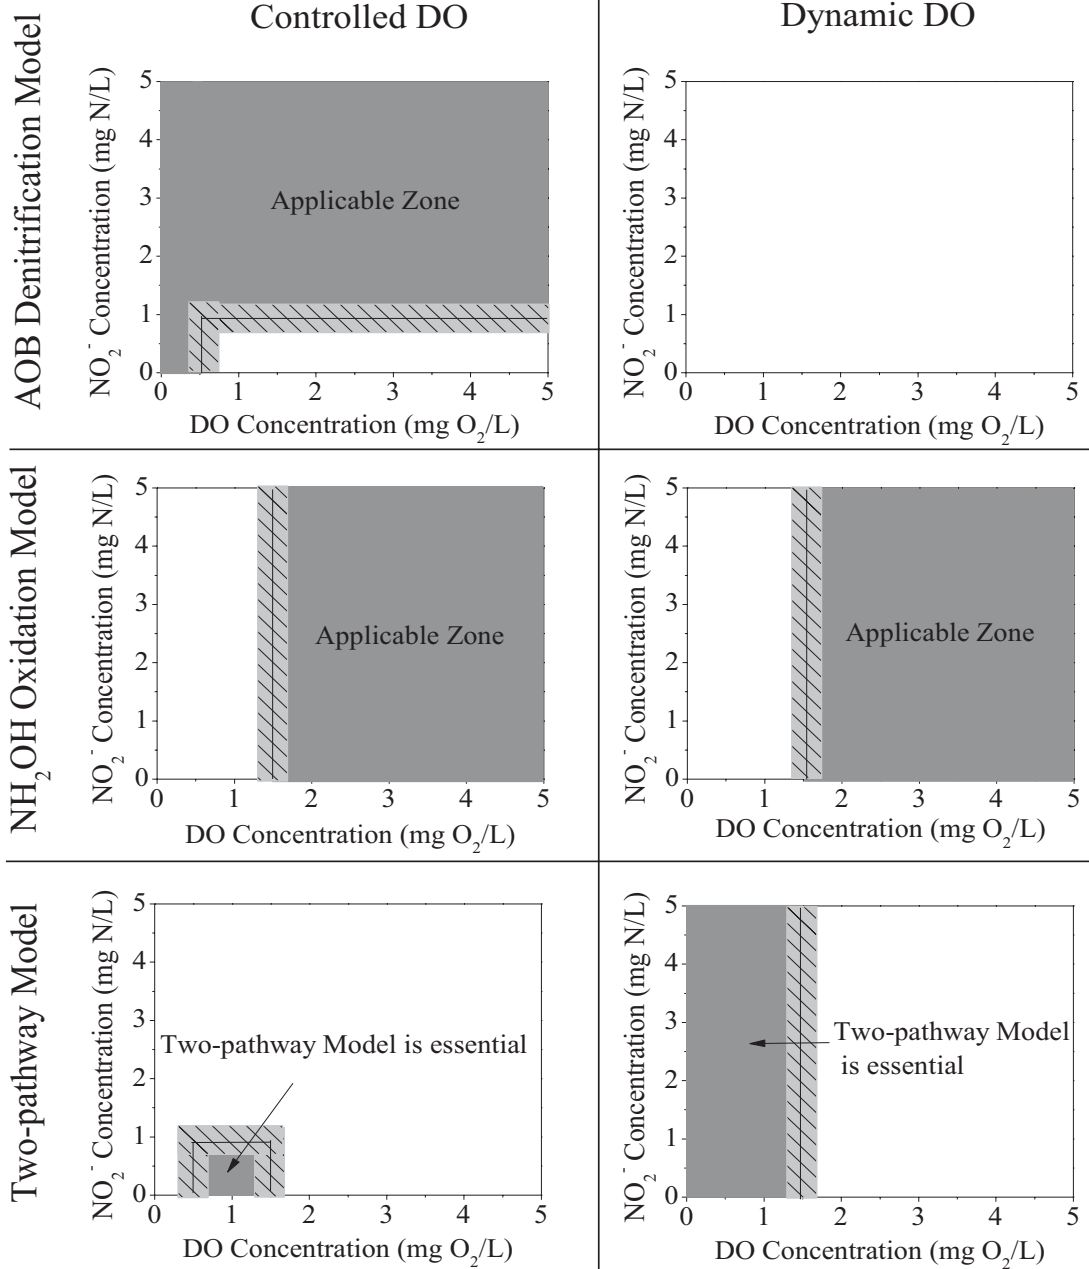 Controlled DO
Dynamic DO
AOB Denitrification Model
NO₂⁻ Concentration (mg N/L)
5
4
3
2
1
0
Applicable Zone
0 1 2 3 4 5
DO Concentration (mg O₂/L)
NO₂⁻ Concentration (mg N/L)
5
4
3
2
1
0
0 1 2 3 4 5
DO Concentration (mg O₂/L)
NH₂OH Oxidation Model
NO₂⁻ Concentration (mg N/L)
5
4
3
2
1
0
Applicable Zone
0 1 2 3 4 5
DO Concentration (mg O₂/L)
NO₂⁻ Concentration (mg N/L)
5
4
3
2
1
0
Applicable Zone
0 1 2 3 4 5
DO Concentration (mg O₂/L)
Two-pathway Model
NO₂⁻ Concentration (mg N/L)
5
4
3
2
1
0
Two-pathway Model is essential
0 1 2 3 4 5
DO Concentration (mg O₂/L)
NO₂⁻ Concentration (mg N/L)
5
4
3
2
1
0
Two-pathway Model
is essential
0 1 2 3 4 5
DO Concentration (mg O₂/L)